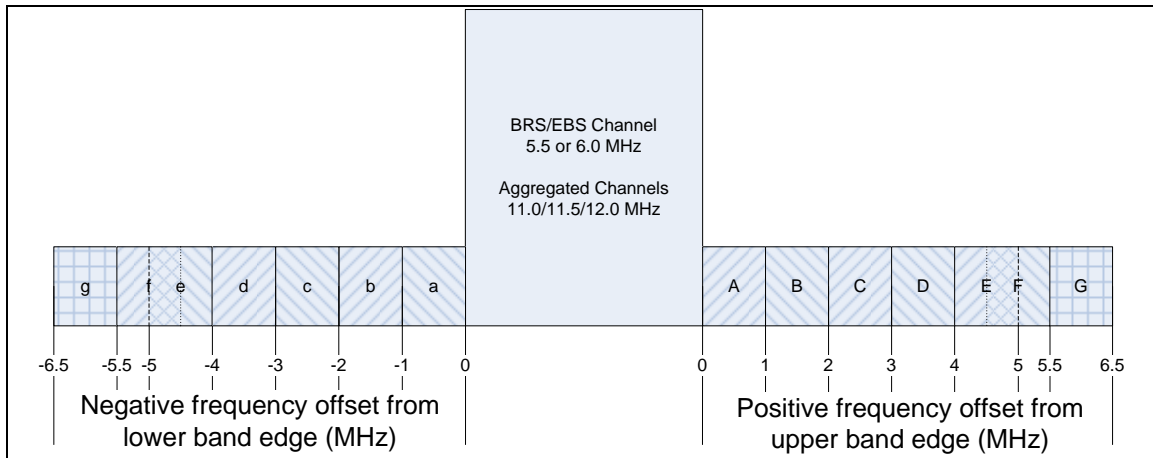 BRS/EBS Channel
5.5 or 6.0 MHz
Aggregated Channels
11.0/11.5/12.0 MHz
g f e d c b a
A B C D E F G
-6.5 -5.5 -5 -4 -3 -2 -1 0
0 1 2 3 4 5 5.5 6.5
Negative frequency offset from
lower band edge (MHz)
Positive frequency offset from
upper band edge (MHz)